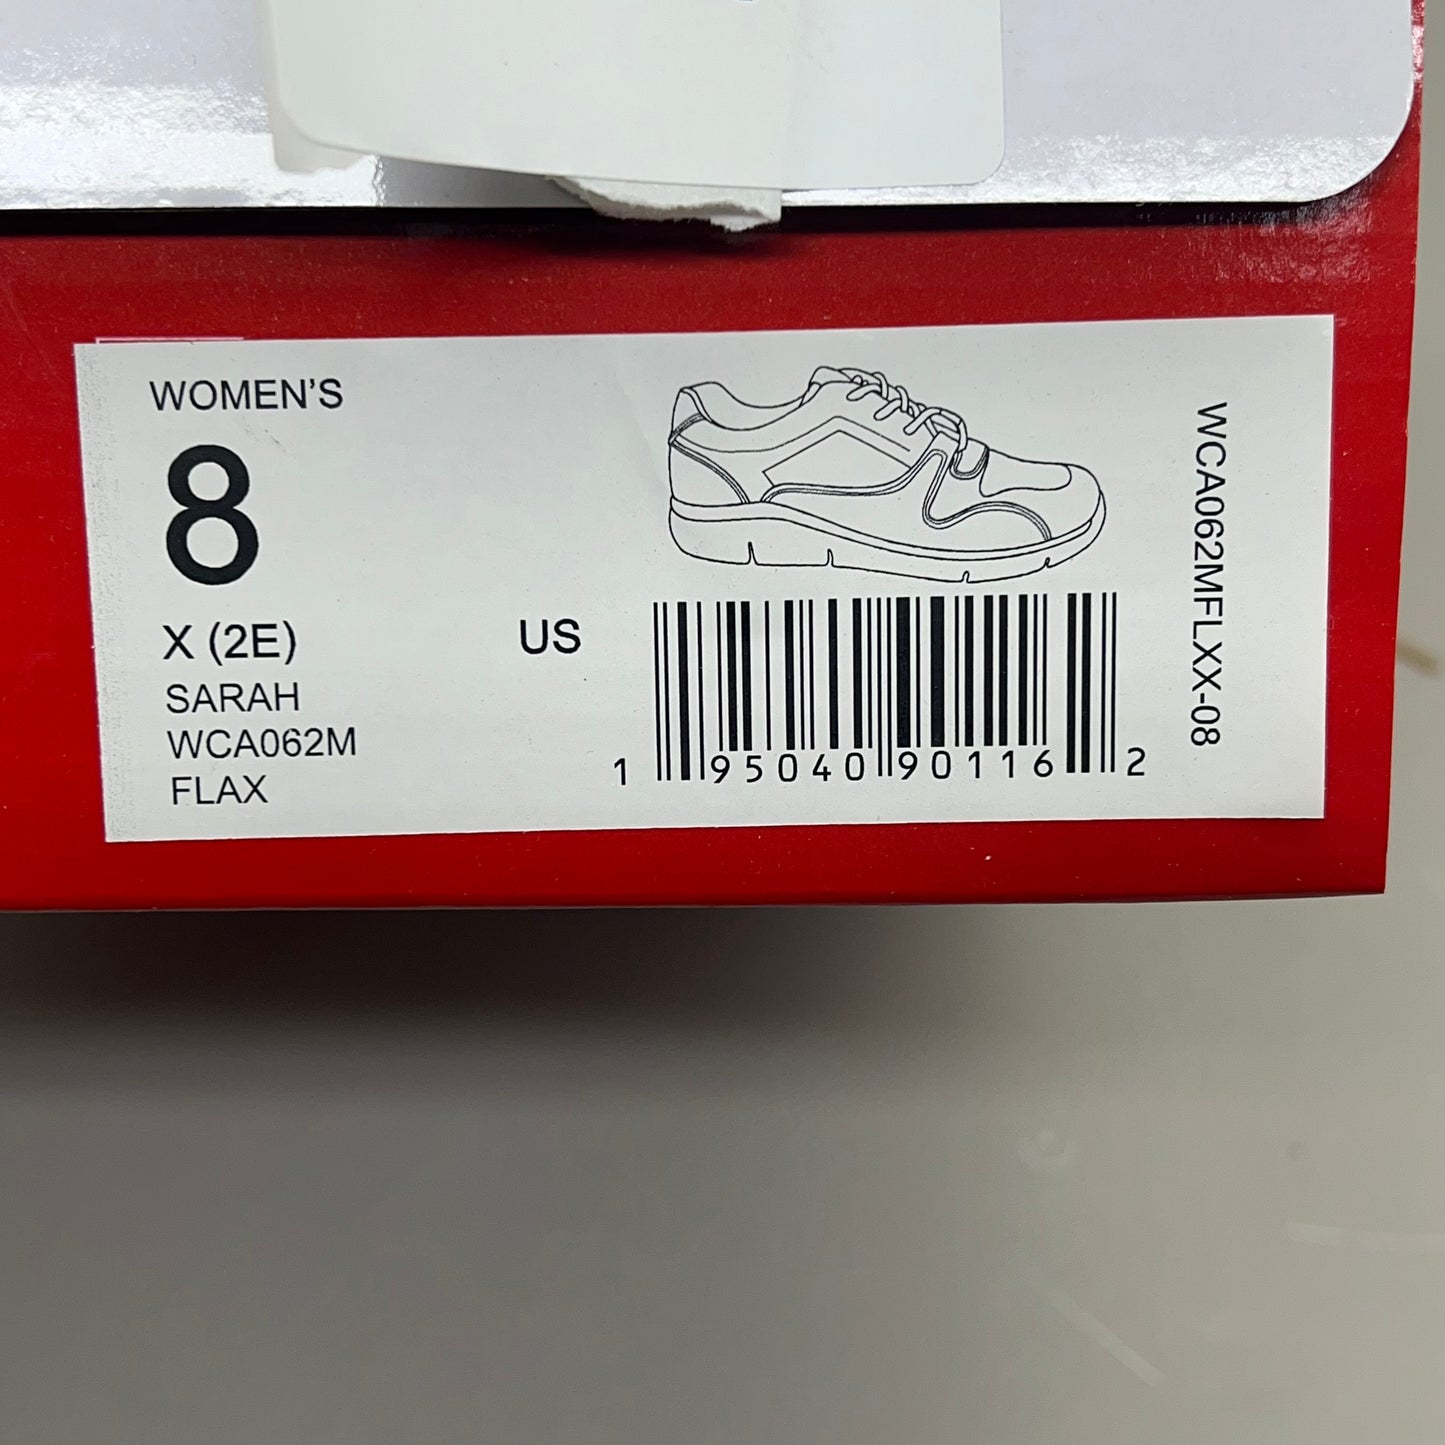 WOMEN'S
8
X (2E)
US
SARAH
WCA062M
FLAX
1 95040 90116 2
WCA062MFLXX-08